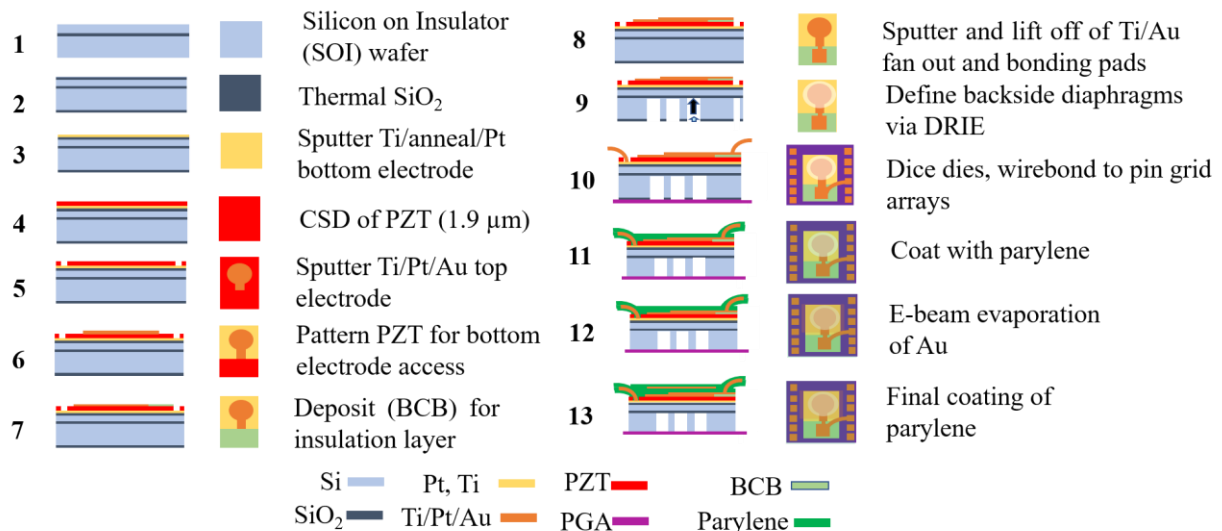 1
Silicon on Insulator
(SOI) wafer
2
Thermal SiO₂
3
Sputter Ti/anneal/Pt
bottom electrode
4
CSD of PZT (1.9 µm)
5
Sputter Ti/Pt/Au top
electrode
6
Pattern PZT for bottom
electrode access
7
Deposit (BCB) for
insulation layer
8
Sputter and lift off of Ti/Au
fan out and bonding pads
9
Define backside diaphragms
via DRIE
10
Dice dies, wirebond to pin grid
arrays
11
Coat with parylene
12
E-beam evaporation
of Au
13
Final coating of
parylene
Si Pt, Ti PZT BCB
SiO₂ Ti/Pt/Au PGA Parylene